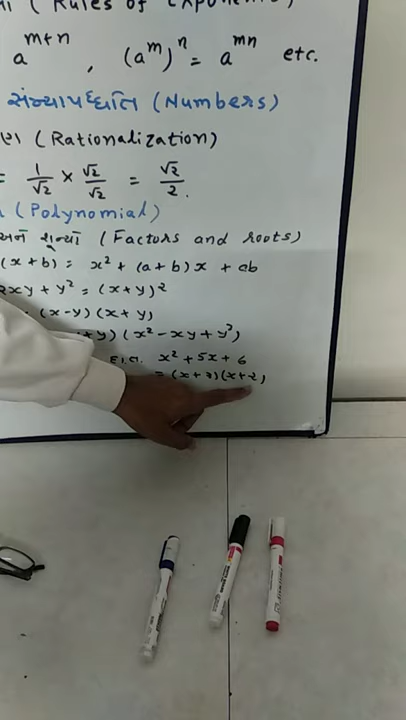 (Rules of Exponents)
a^{m+n} , (a^m)^n = a^{mn} etc.
સંખ્યાપદ્ધતિ (Numbers)
(Rationalization)
= 1/√2 × √2/√2 = √2/2.
(Polynomial)
અને શૂન્યો (Factors and roots)
(x+b) = x² + (a+b)x + ab
2xy + y² = (x+y)²
(x-y)(x+y)
+y)(x² - xy + y²)
દા.ત. x² + 5x + 6
= (x+3)(x+2)